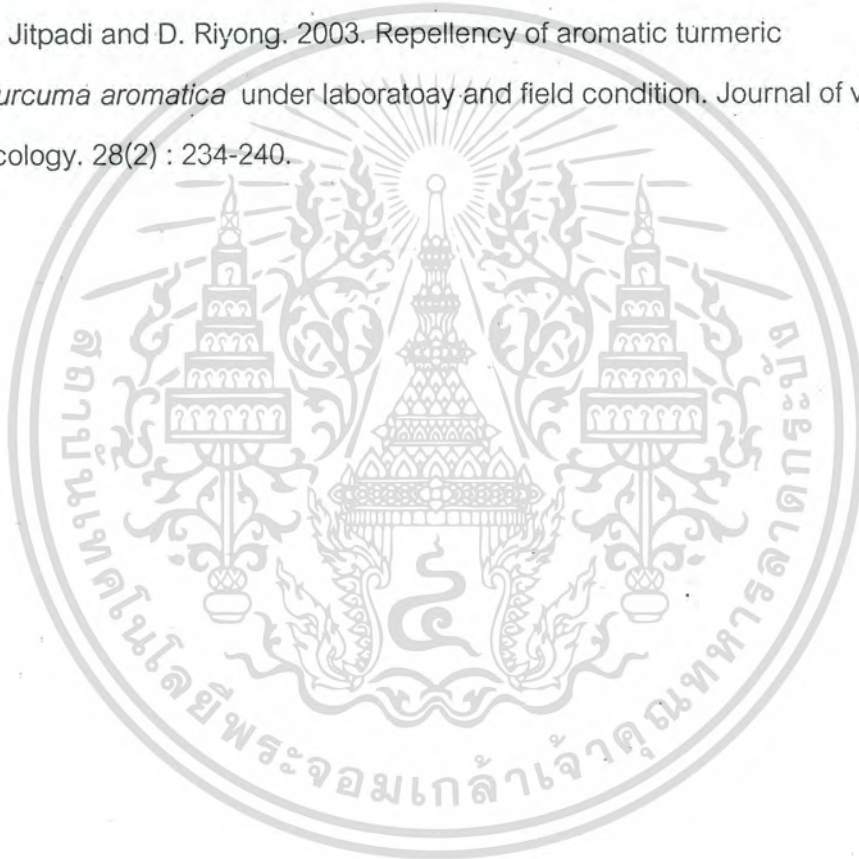 Jitpadi and D. Riyong. 2003. Repellency of aromatic turmeric
urcuma aromatica under laboratoay and field condition. Journal of v
cology. 28(2) : 234-240.
๔
สถาบันเทคโนโลยีพระจอมเกล้าเจ้าคุณทหารลาดกระบัง